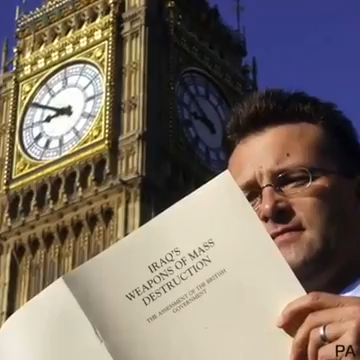 IRAQ'S
WEAPONS OF MASS
DESTRUCTION
THE ASSESSMENT OF THE BRITISH
GOVERNMENT
PA